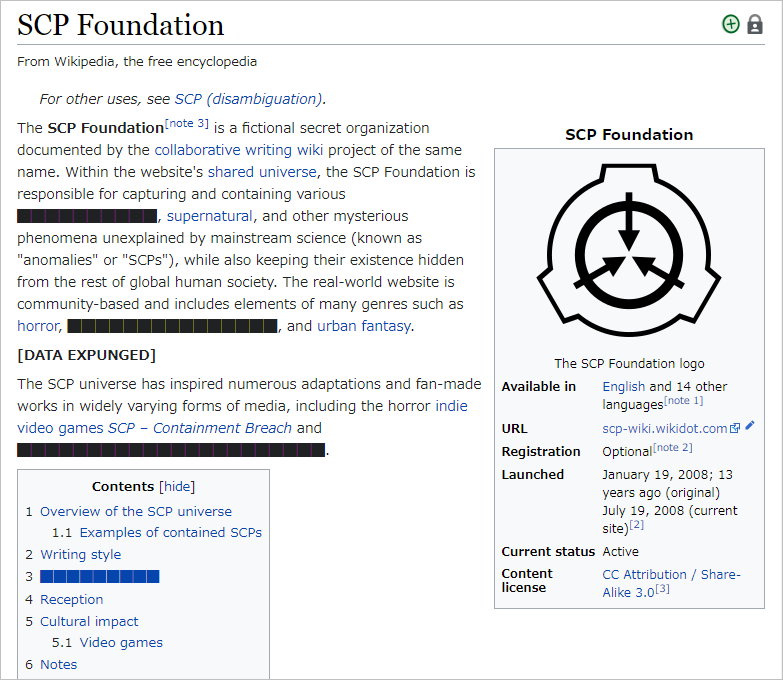 SCP Foundation
From Wikipedia, the free encyclopedia
For other uses, see SCP (disambiguation).
The SCP Foundation[note 3] is a fictional secret organization
documented by the collaborative writing wiki project of the same
name. Within the website's shared universe, the SCP Foundation is
responsible for capturing and containing various
██████████, supernatural, and other mysterious
phenomena unexplained by mainstream science (known as
"anomalies" or "SCPs"), while also keeping their existence hidden
from the rest of global human society. The real-world website is
community-based and includes elements of many genres such as
horror, ███████████████, and urban fantasy.
[DATA EXPUNGED]
The SCP universe has inspired numerous adaptations and fan-made
works in widely varying forms of media, including the horror indie
video games SCP – Containment Breach and
██████████████████████.
Contents [hide]
1 Overview of the SCP universe
1.1 Examples of contained SCPs
2 Writing style
3 █████████
4 Reception
5 Cultural impact
5.1 Video games
6 Notes
SCP Foundation
The SCP Foundation logo
Available in English and 14 other
languages[note 1]
URL scp-wiki.wikidot.com
Registration Optional[note 2]
Launched January 19, 2008; 13
years ago (original)
July 19, 2008 (current
site)[2]
Current status Active
Content CC Attribution / Share-
license Alike 3.0[3]